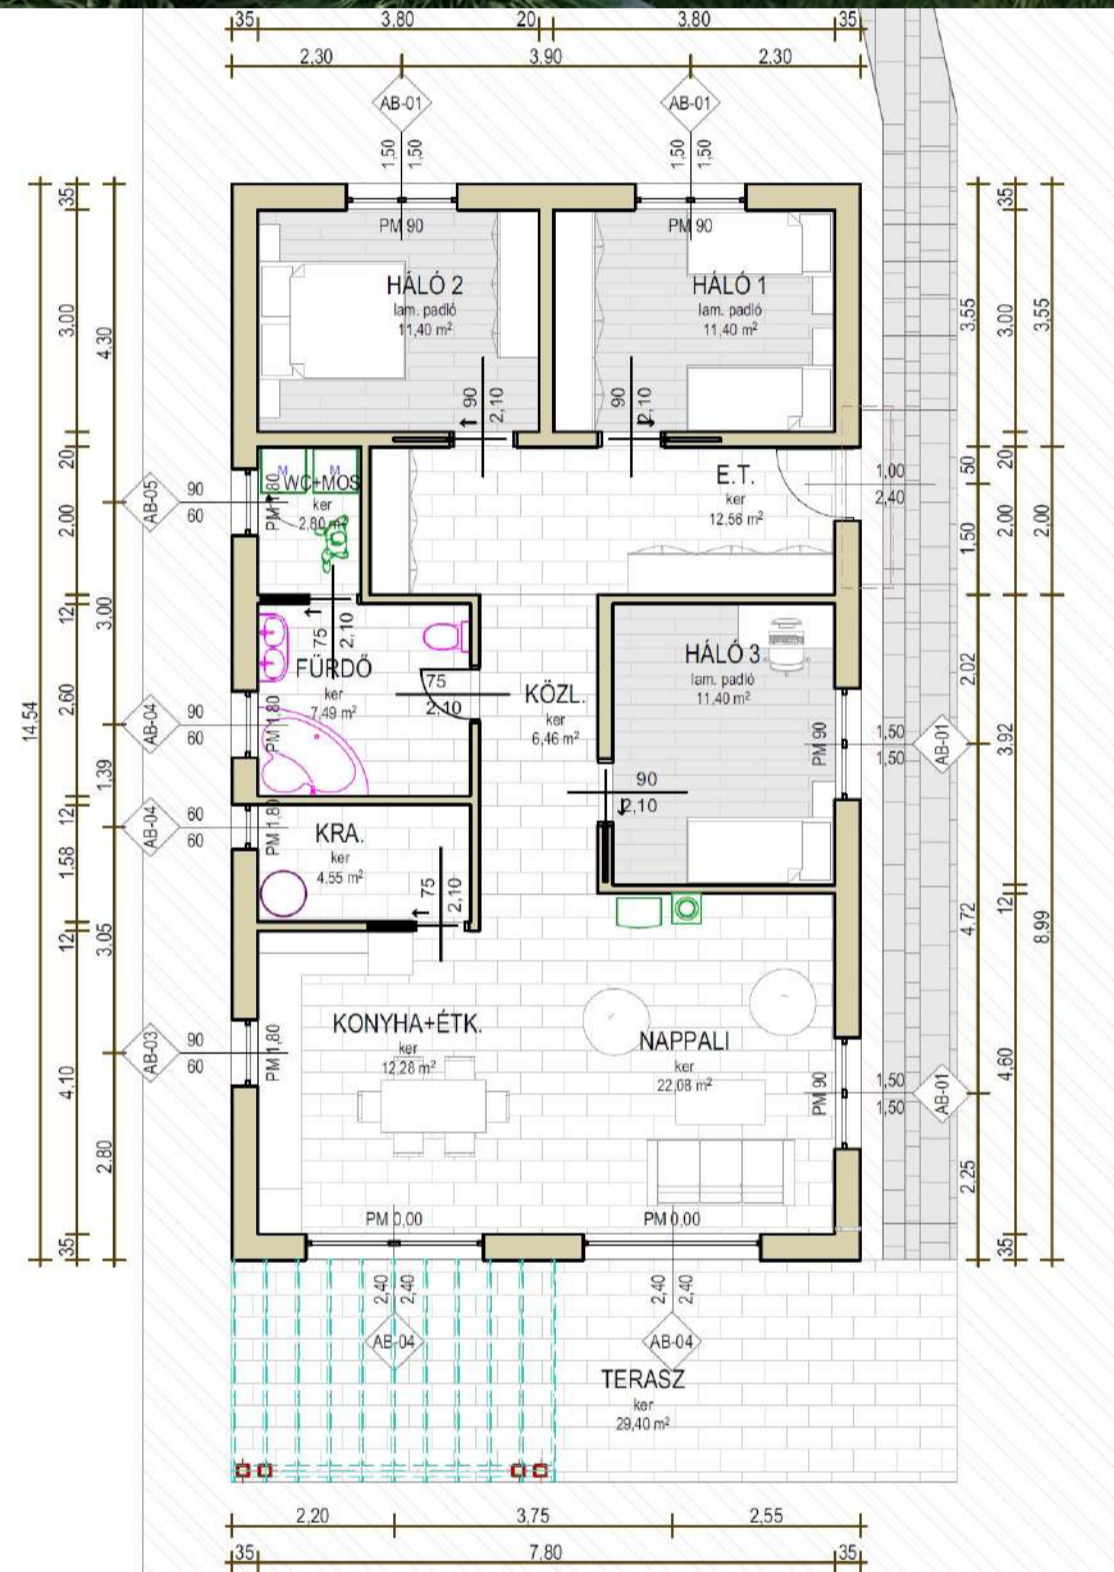 35 3,80 20 3,80 35
2,30 3,90 2,30
AB-01 AB-01
1,50 1,50 1,50 1,50
PM 90 PM 90
HÁLÓ 2
lam. padló
11,40 m²
HÁLÓ 1
lam. padló
11,40 m²
90 2,10
90 2,10
35 3,00 20 2,00 12 2,60 12 1,58 12 4,10 35
4,30 3,00 1,39 3,05 2,80
14,54
AB-05
90
60
PM 1,80
M M
WC+MOS
ker
2,80 m²
E.T.
ker
12,56 m²
1,00
2,40
75 2,10
FÜRDŐ
ker
7,49 m²
75
2,10
AB-04
90
60
PM 1,80
KÖZL.
ker
6,46 m²
HÁLÓ 3
lam. padló
11,40 m²
PM 90
1,50
1,50
AB-01
90
2,10
AB-04
60
60
PM 1,80
KRA.
ker
4,55 m²
75 2,10
AB-03
90
60
PM 1,80
KONYHA+ÉTK.
ker
12,28 m²
NAPPALI
ker
22,08 m²
PM 90
1,50
1,50
AB-01
3,55 50 1,50 2,02 3,92 4,72 2,25
35 3,00 20 2,00 12 4,60 35
3,55 2,00 8,99
PM 0,00 PM 0,00
2,40 2,40 2,40 2,40
AB-04 AB-04
TERASZ
ker
29,40 m²
2,20 3,75 2,55
35 7,80 35